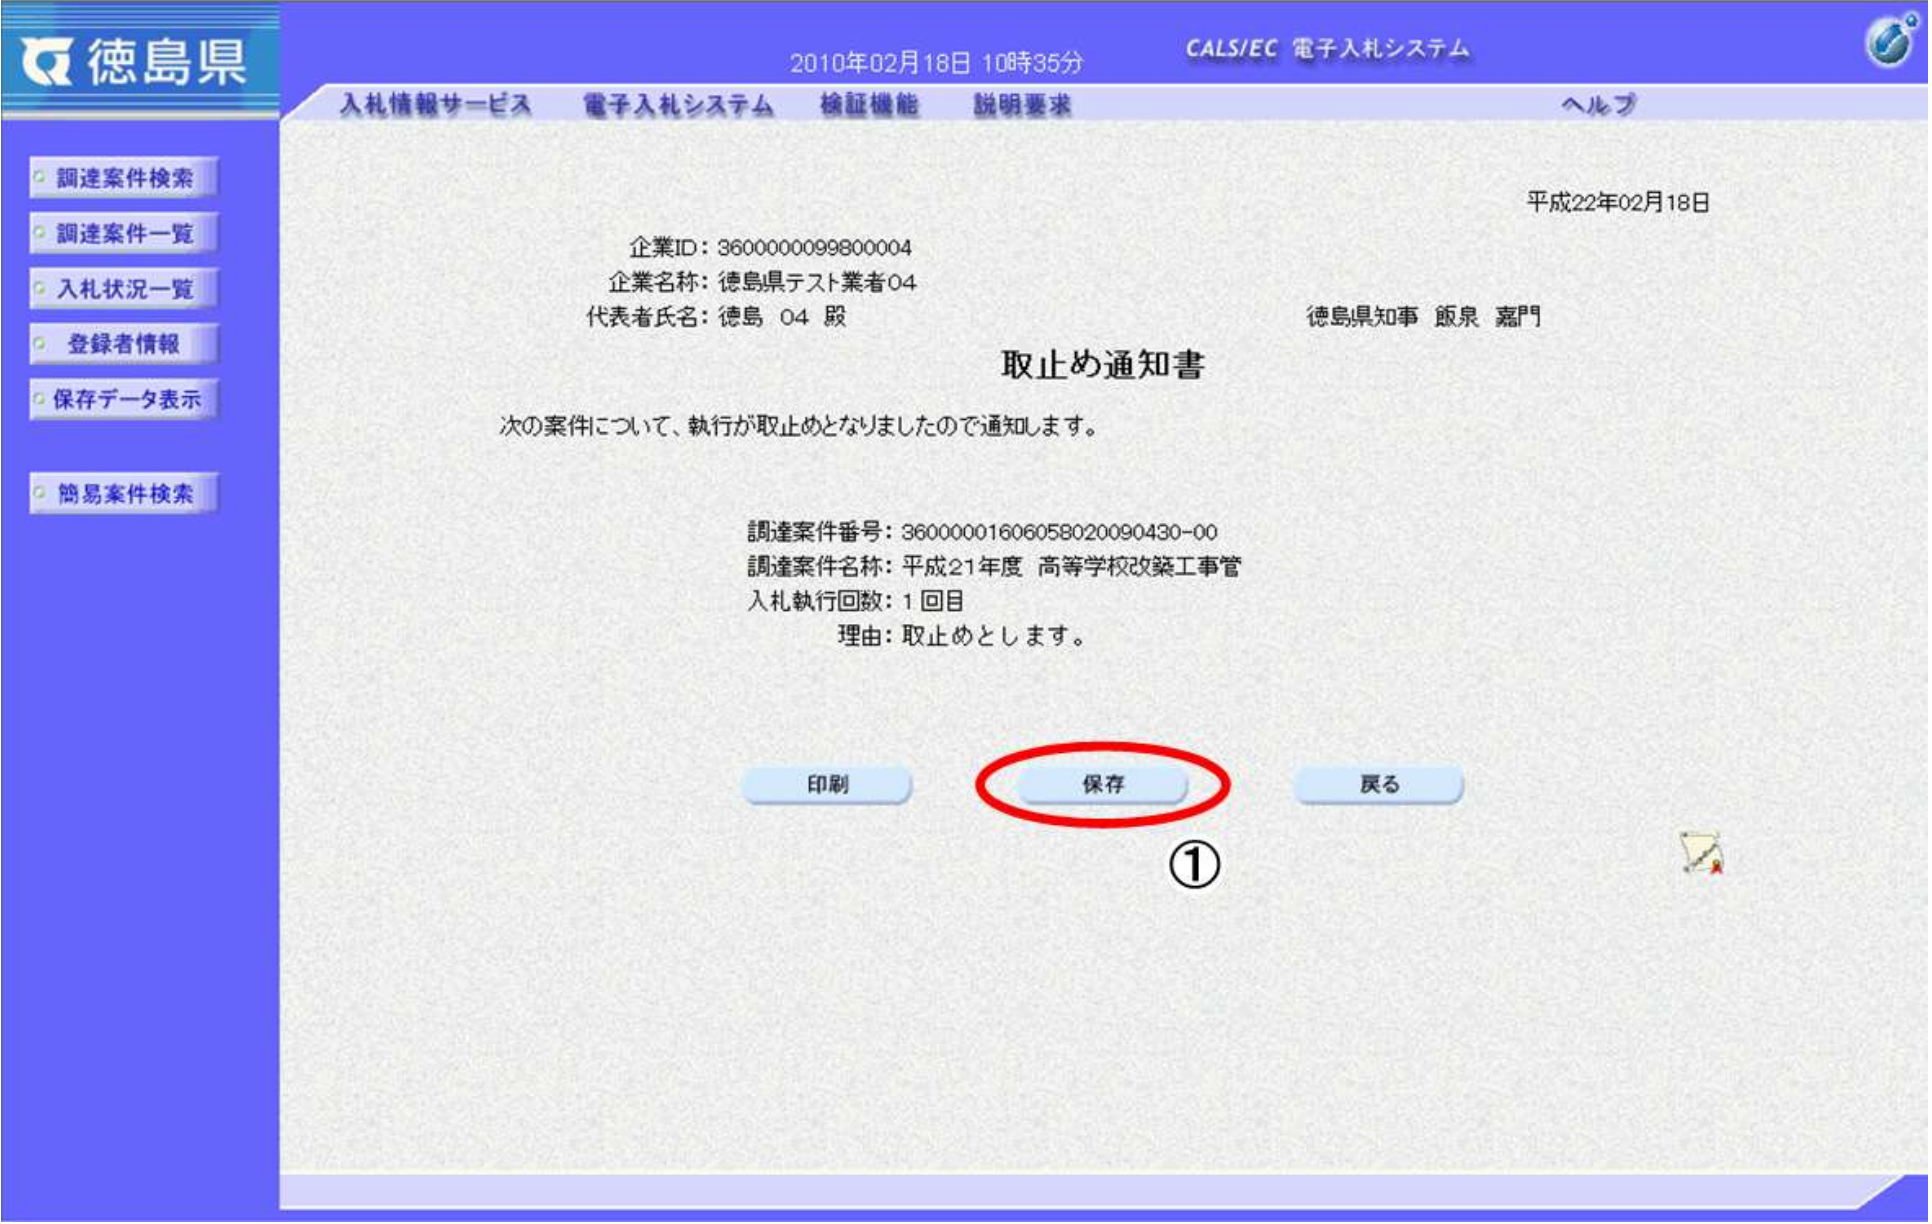 徳島県
2010年02月18日 10時35分
CALS/EC 電子入札システム
入札情報サービス 電子入札システム 検証機能 説明要求 ヘルプ
調達案件検索
調達案件一覧
入札状況一覧
登録者情報
保存データ表示
簡易案件検索
平成22年02月18日
企業ID：3600000099800004
企業名称：徳島県テスト業者04
代表者氏名：徳島 04 殿
徳島県知事 飯泉 嘉門
取止め通知書
次の案件について、執行が取止めとなりましたので通知します。
調達案件番号：36000001606058020090430-00
調達案件名称：平成21年度 高等学校改築工事管
入札執行回数：1回目
理由：取止めとします。
印刷 保存 戻る
①